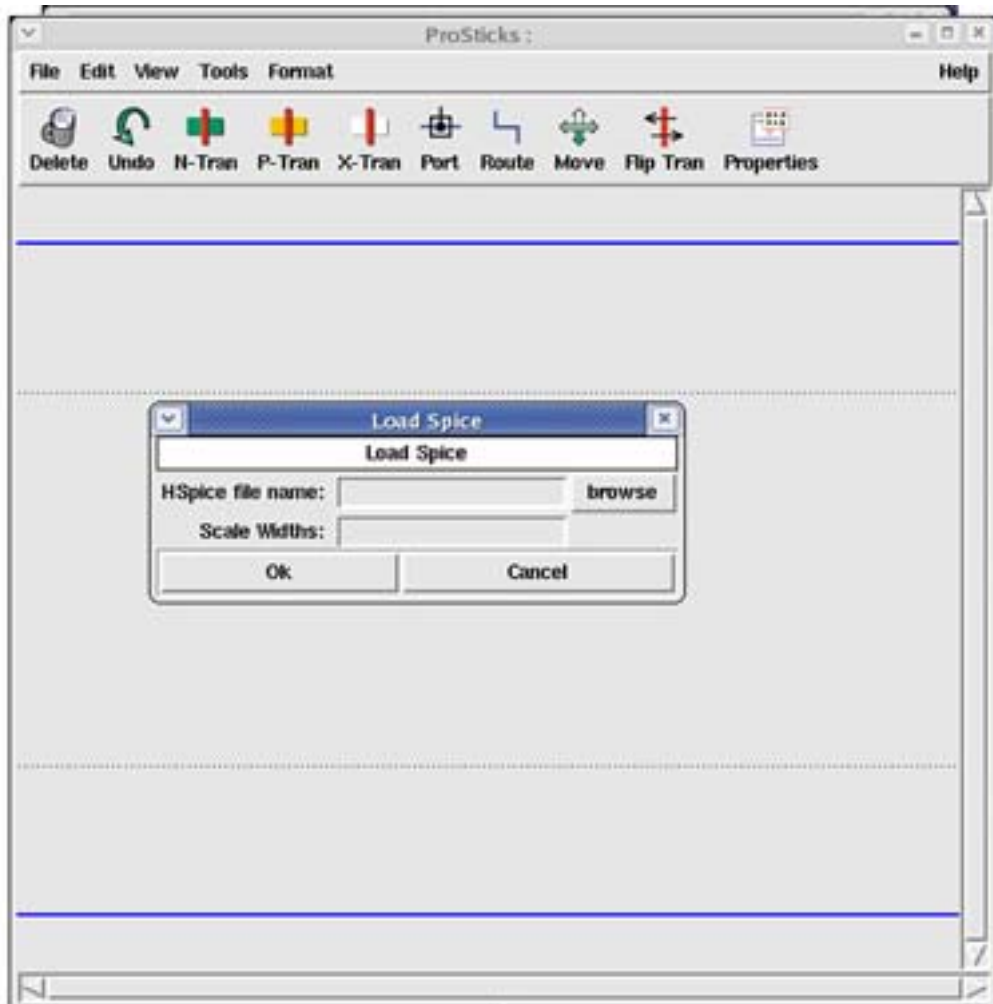 ProSticks :
File Edit View Tools Format Help
Delete Undo N-Tran P-Tran X-Tran Port Route Move Flip Tran Properties
Load Spice
Load Spice
HSpice file name: browse
Scale Widths:
Ok Cancel